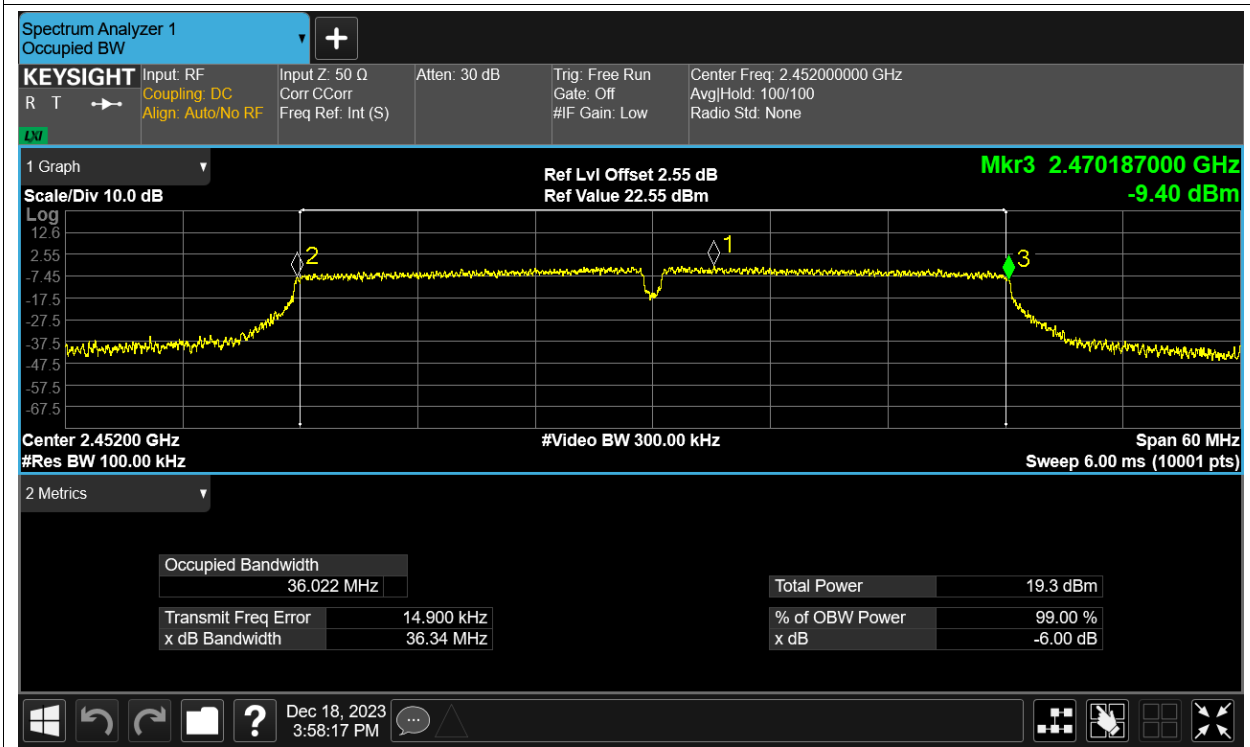 Spectrum Analyzer 1
Occupied BW
+
KEYSIGHT Input: RF Input Z: 50 Ω Atten: 30 dB Trig: Free Run Center Freq: 2.452000000 GHz
R T Coupling: DC Corr CCorr Gate: Off Avg|Hold: 100/100
Align: Auto/No RF Freq Ref: Int (S) #IF Gain: Low Radio Std: None
LXI
1 Graph Ref Lvl Offset 2.55 dB Mkr3 2.470187000 GHz
Scale/Div 10.0 dB Ref Value 22.55 dBm -9.40 dBm
Log
12.6
2.55
-7.45
-17.5
-27.5
-37.5
-47.5
-57.5
-67.5
2
1
3
Center 2.45200 GHz #Video BW 300.00 kHz Span 60 MHz
#Res BW 100.00 kHz Sweep 6.00 ms (10001 pts)
2 Metrics
Occupied Bandwidth
36.022 MHz Total Power 19.3 dBm
Transmit Freq Error 14.900 kHz % of OBW Power 99.00 %
x dB Bandwidth 36.34 MHz x dB -6.00 dB
? Dec 18, 2023
3:58:17 PM